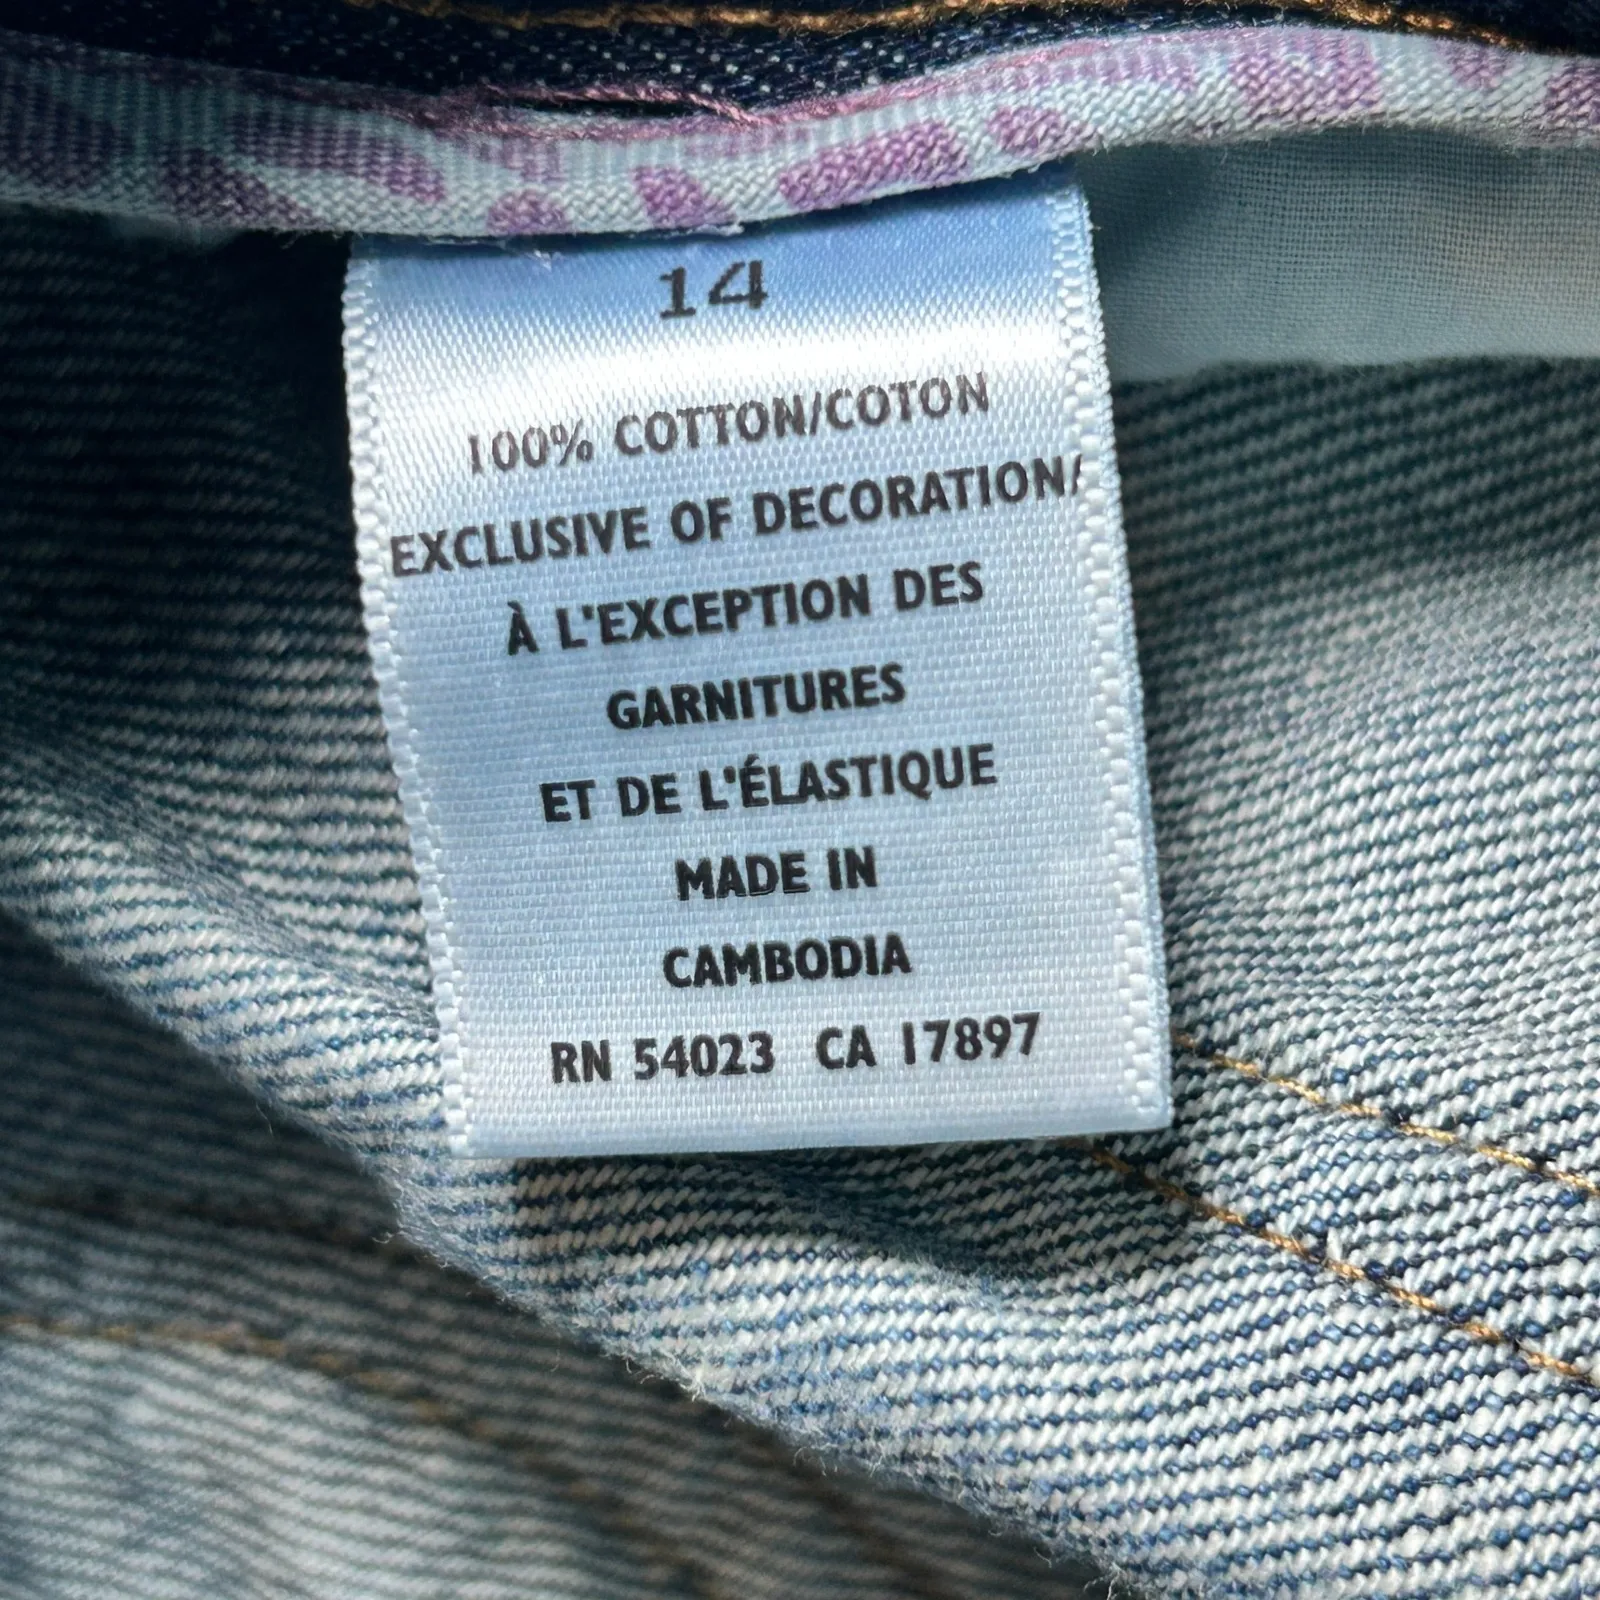 14
100% COTTON/COTON
EXCLUSIVE OF DECORATION/
À L'EXCEPTION DES
GARNITURES
ET DE L'ÉLASTIQUE
MADE IN
CAMBODIA
RN 54023 CA 17897